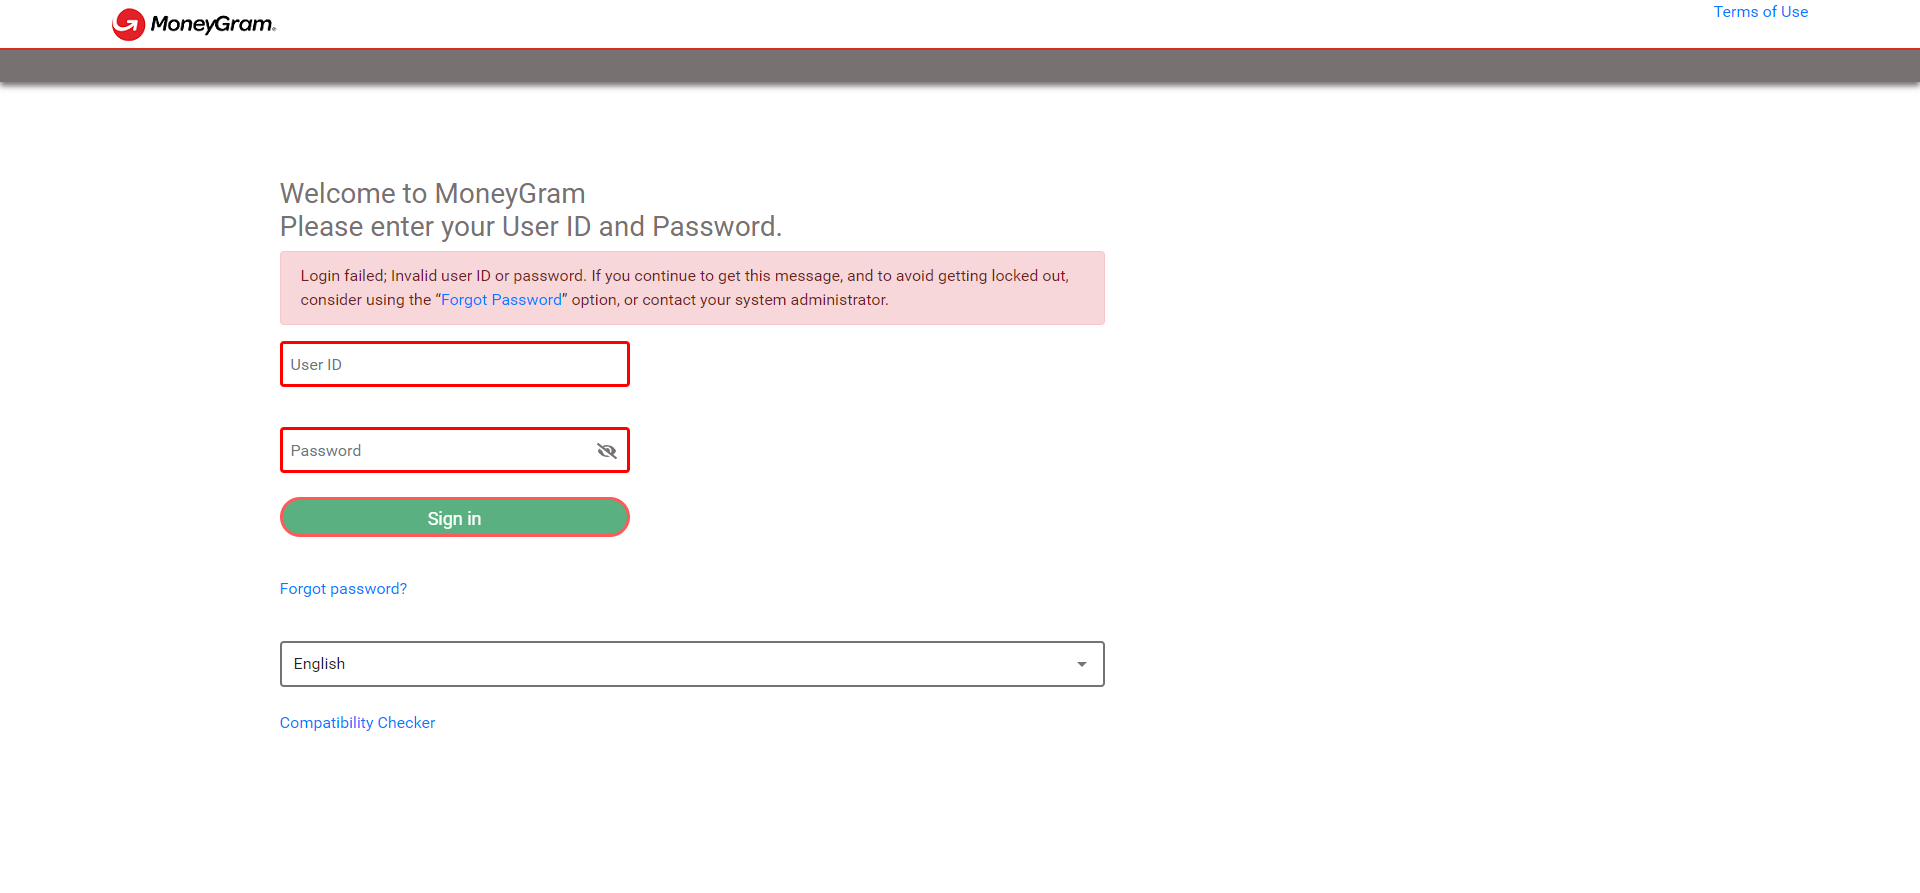 MoneyGram®
Terms of Use
Welcome to MoneyGram
Please enter your User ID and Password.
Login failed; Invalid user ID or password. If you continue to get this message, and to avoid getting locked out,
consider using the “Forgot Password” option, or contact your system administrator.
User ID
Password
Sign in
Forgot password?
English
Compatibility Checker